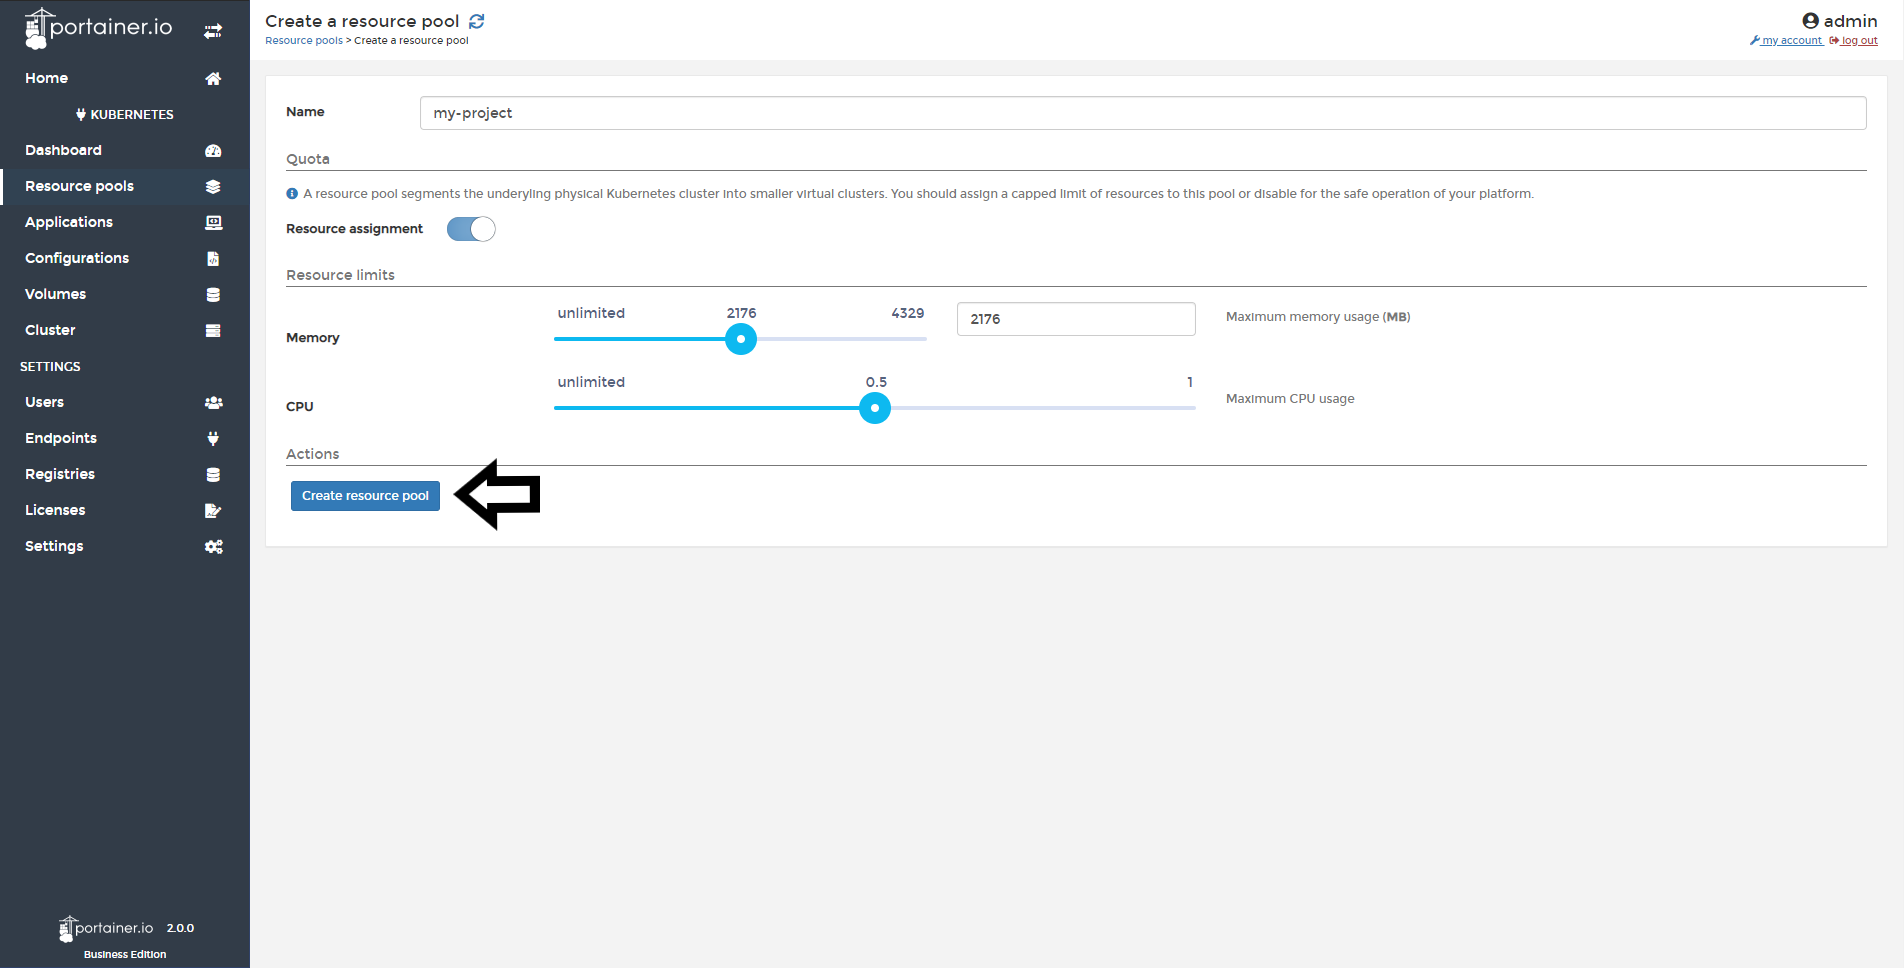 portainer.io
Home
KUBERNETES
Dashboard
Resource pools
Applications
Configurations
Volumes
Cluster
SETTINGS
Users
Endpoints
Registries
Licenses
Settings
portainer.io 2.0.0
Business Edition
Create a resource pool
Resource pools > Create a resource pool
admin
my account log out
Name my-project
Quota
A resource pool segments the underyling physical Kubernetes cluster into smaller virtual clusters. You should assign a capped limit of resources to this pool or disable for the safe operation of your platform.
Resource assignment
Resource limits
unlimited 2176 4329
Memory 2176 Maximum memory usage (MB)
unlimited 0.5 1
CPU Maximum CPU usage
Actions
Create resource pool